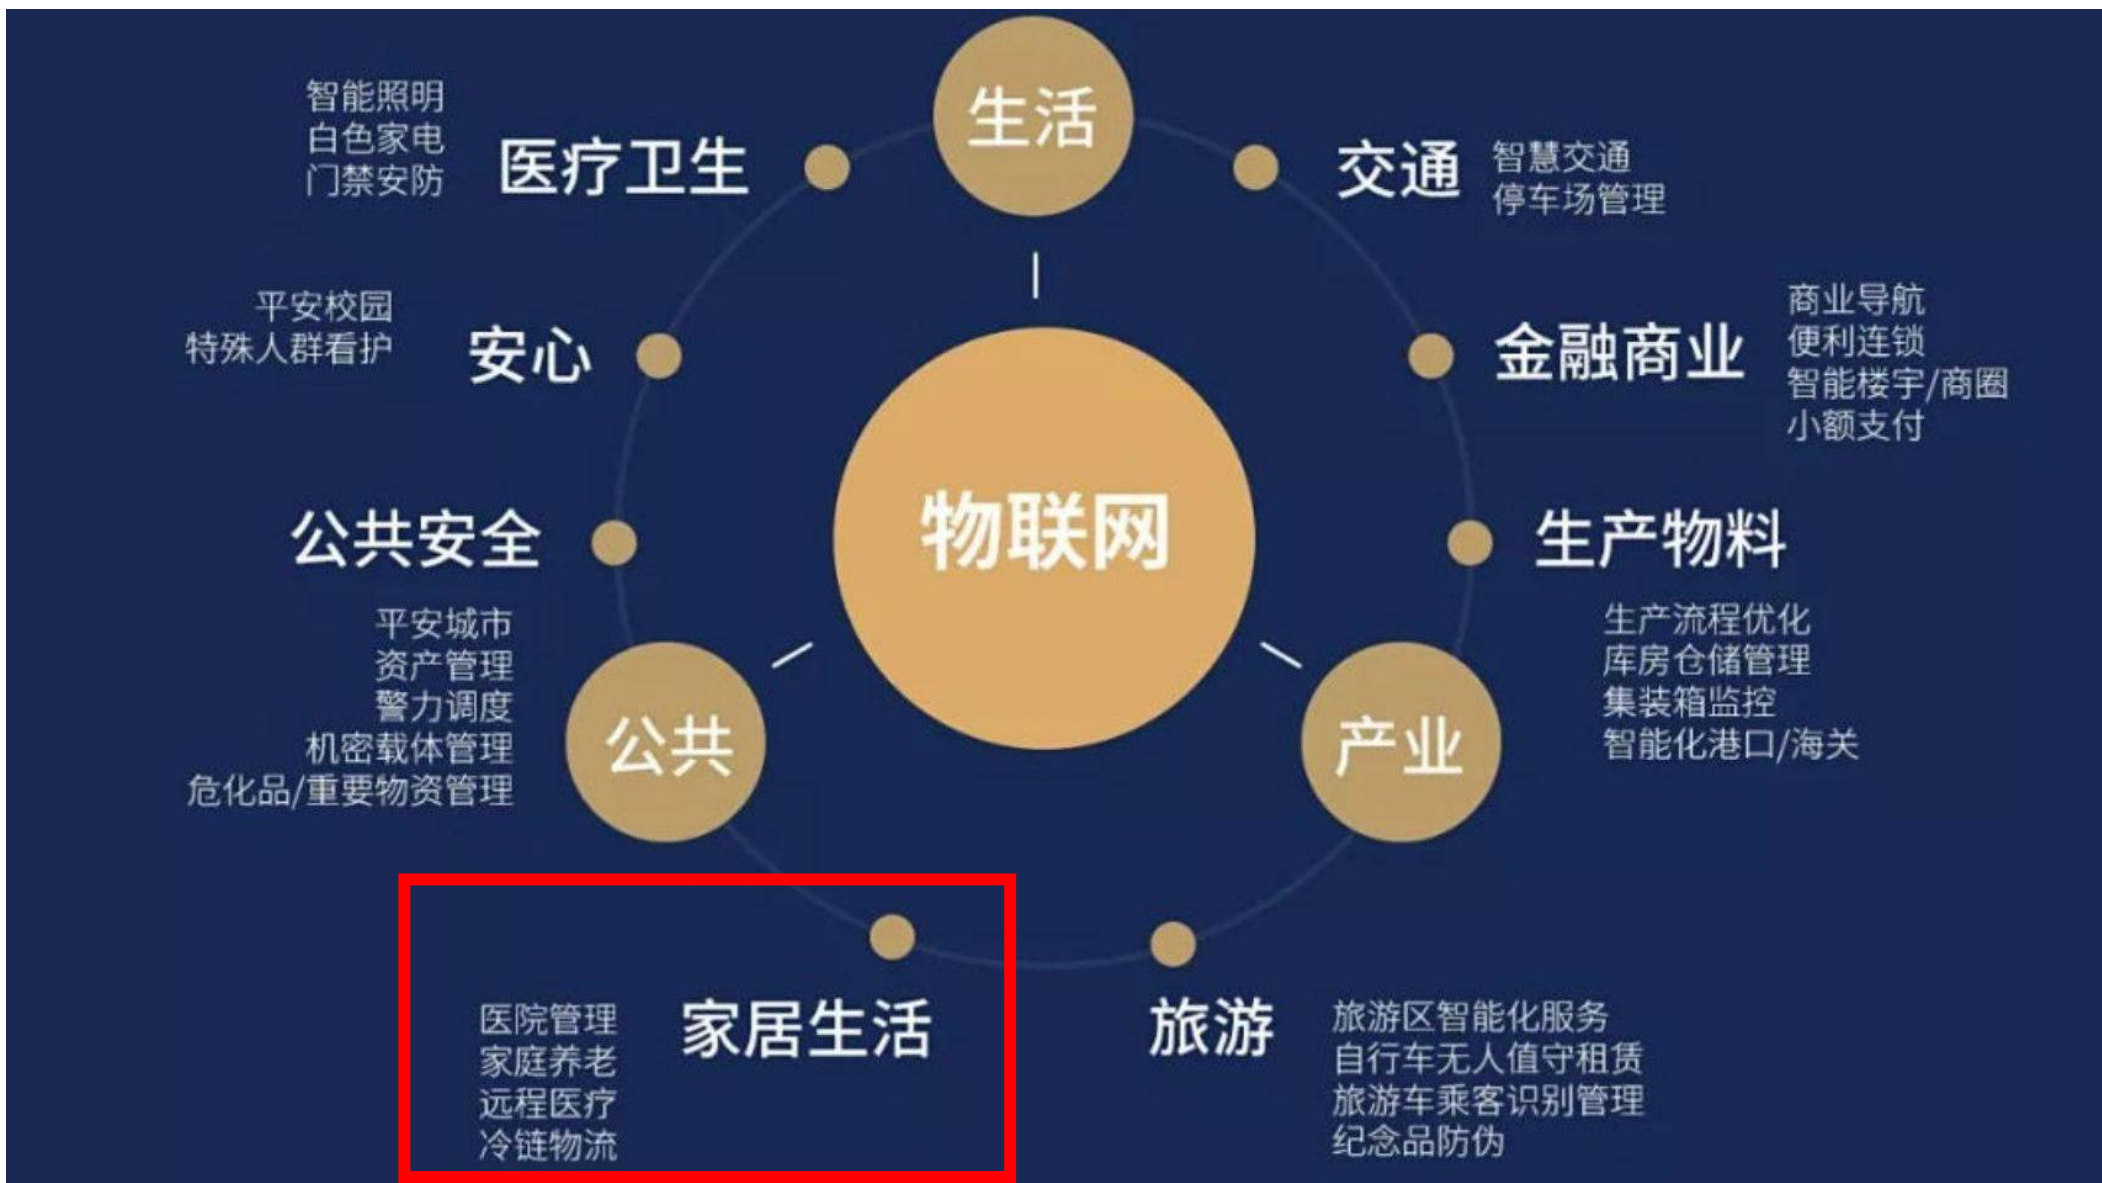 生活
智能照明
白色家电
门禁安防
医疗卫生
交通
智慧交通
停车场管理
平安校园
特殊人群看护
安心
金融商业
商业导航
便利连锁
智能楼宇/商圈
小额支付
物联网
公共安全
平安城市
资产管理
警力调度
机密载体管理
危化品/重要物资管理
生产物料
生产流程优化
库房仓储管理
集装箱监控
智能化港口/海关
公共
产业
医院管理
家庭养老
远程医疗
冷链物流
家居生活
旅游
旅游区智能化服务
自行车无人值守租赁
旅游车乘客识别管理
纪念品防伪